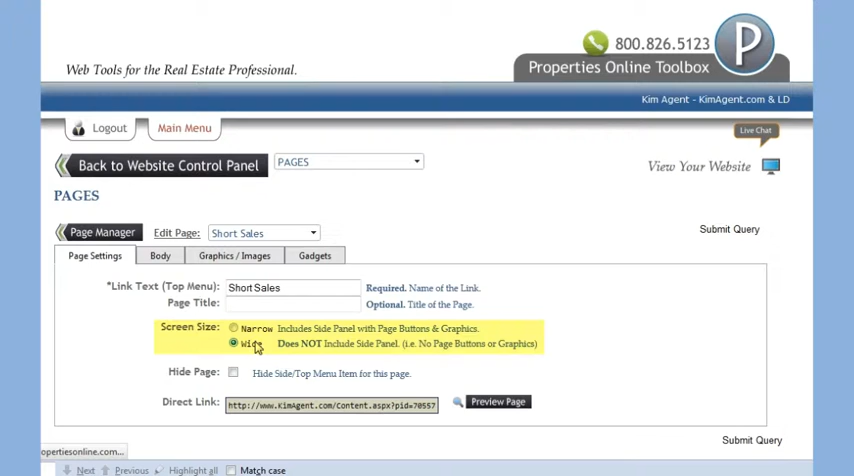 800.826.5123
Web Tools for the Real Estate Professional.
Properties Online Toolbox
P
Kim Agent - KimAgent.com & LD
Logout
Main Menu
Live Chat
Back to Website Control Panel
PAGES
View Your Website
PAGES
Page Manager
Edit Page:
Short Sales
Submit Query
Page Settings
Body
Graphics / Images
Gadgets
*Link Text (Top Menu): Short Sales Required. Name of the Link.
Page Title: Optional. Title of the Page.
Screen Size: Narrow Includes Side Panel with Page Buttons & Graphics.
Wide Does NOT Include Side Panel. (i.e. No Page Buttons or Graphics)
Hide Page: Hide Side/Top Menu Item for this page.
Direct Link: http://www.KimAgent.com/Content.aspx?pid=70557 Preview Page
Submit Query
opertiesonline.com...
Next Previous Highlight all Match case